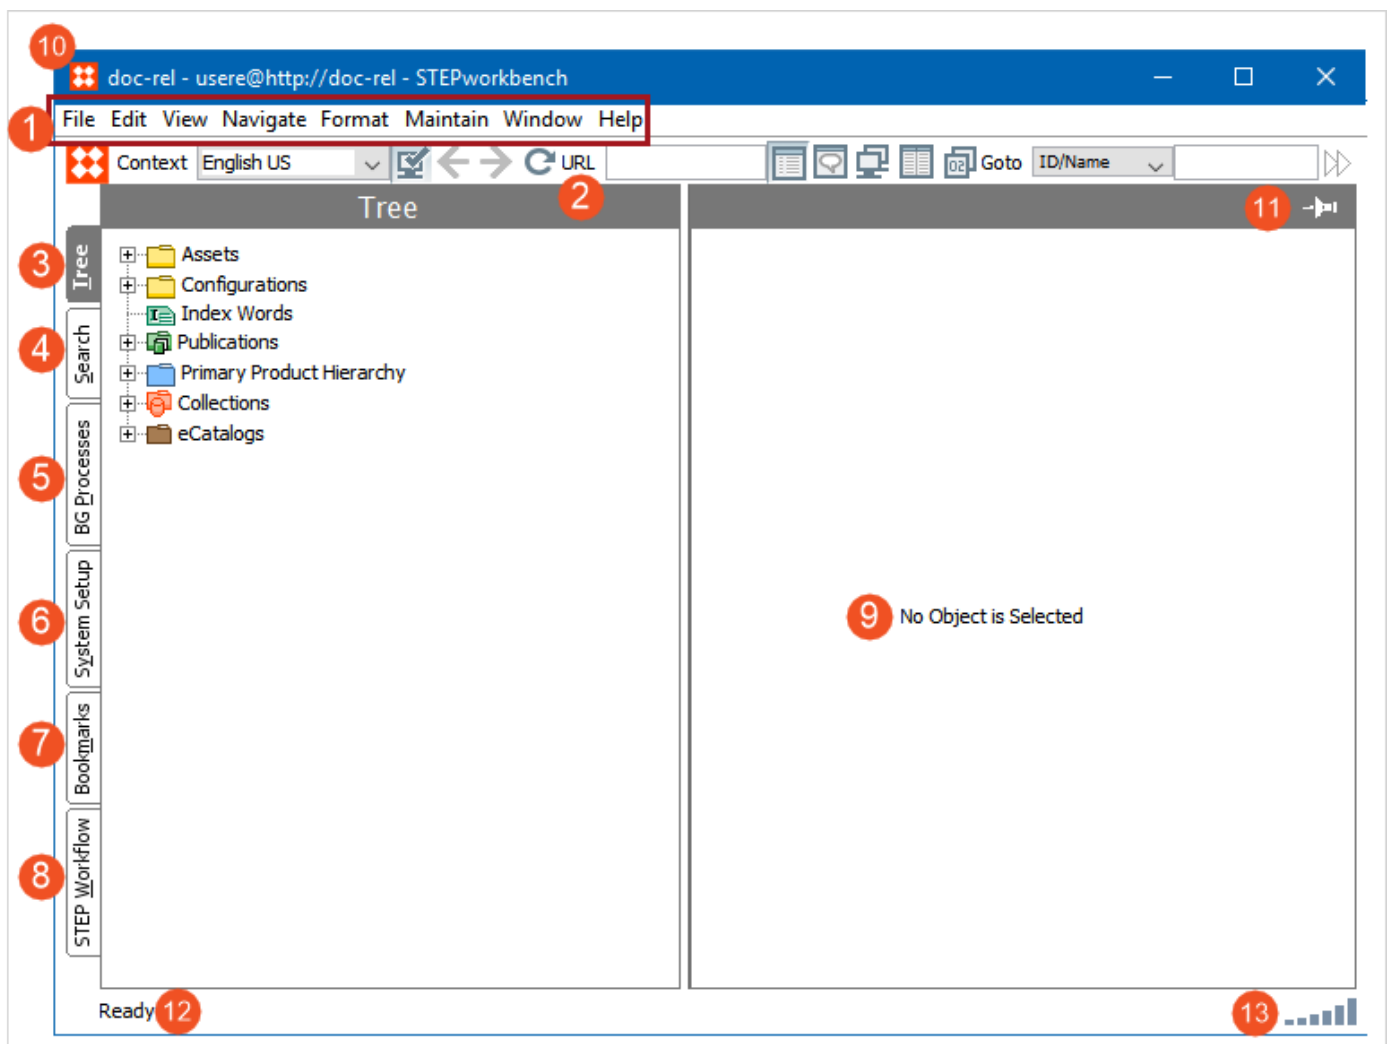 10
doc-rel - usere@http://doc-rel - STEPworkbench
1
File Edit View Navigate Format Maintain Window Help
Context English US URL 02 Goto ID/Name
2
Tree
11
3
Tree
4
Search
5
BG Processes
6
System Setup
7
Bookmarks
8
STEP Workflow
Assets
Configurations
Index Words
Publications
Primary Product Hierarchy
Collections
eCatalogs
9 No Object is Selected
Ready 12
13